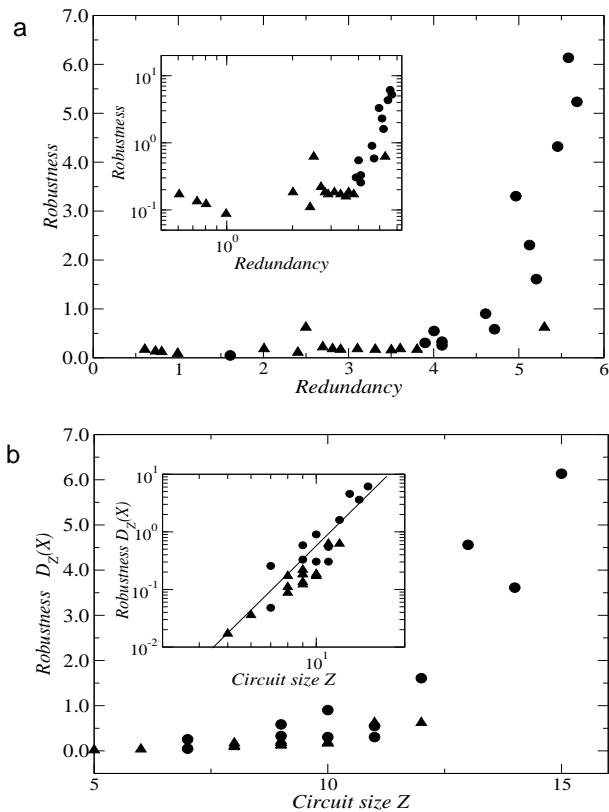 a
7.0
6.0
5.0
4.0
3.0
2.0
1.0
0.0
Robustness
0 1 2 3 4 5 6
Redundancy
10^1
10^0
10^-1
Robustness
10^0
Redundancy
b
7.0
6.0
5.0
4.0
3.0
2.0
1.0
0.0
Robustness D_Z(X)
5 10 15
Circuit size Z
10^1
10^0
10^-1
10^-2
Robustness D_Z(X)
10^1
Circuit size Z